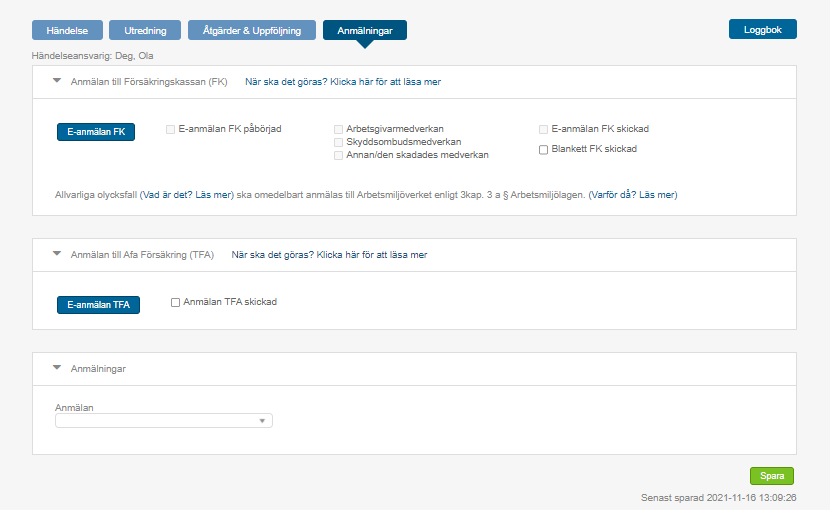 Händelse Utredning Åtgärder & Uppföljning Anmälningar Loggbok
Händelseansvarig: Deg, Ola
Anmälan till Försäkringskassan (FK) När ska det göras? Klicka här för att läsa mer
E-anmälan FK E-anmälan FK påbörjad Arbetsgivarmedverkan E-anmälan FK skickad
Skyddsombudsmedverkan
Blankett FK skickad
Annan/den skadades medverkan
Allvarliga olycksfall (Vad är det? Läs mer) ska omedelbart anmälas till Arbetsmiljöverket enligt 3kap. 3 a § Arbetsmiljölagen. (Varför då? Läs mer)
Anmälan till Afa Försäkring (TFA) När ska det göras? Klicka här för att läsa mer
E-anmälan TFA Anmälan TFA skickad
Anmälningar
Anmälan
Spara
Senast sparad 2021-11-16 13:09:26